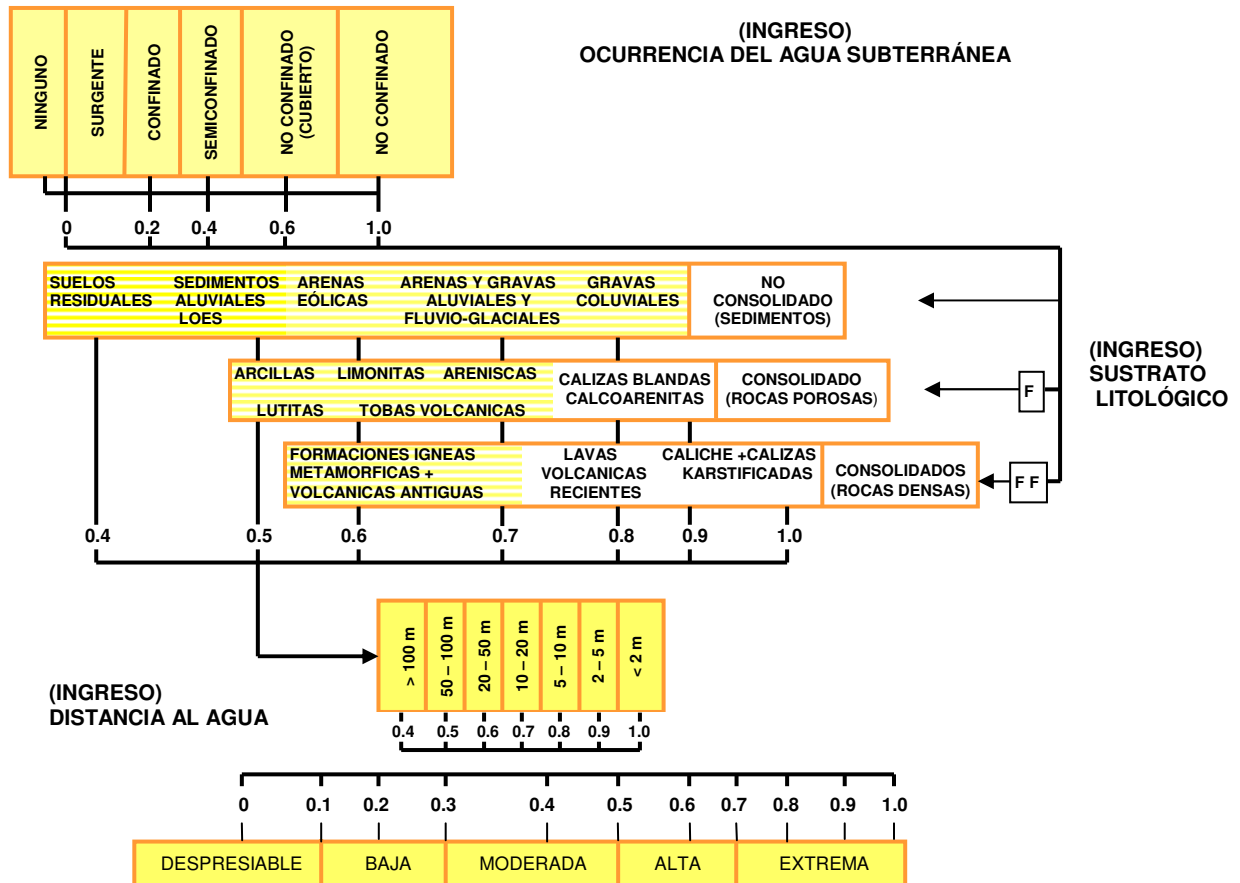 (INGRESO)
OCURRENCIA DEL AGUA SUBTERRÁNEA
NINGUNO
SURGENTE
CONFINADO
SEMICONFINADO
NO CONFINADO
(CUBIERTO)
NO CONFINADO
0 0.2 0.4 0.6 1.0
SUELOS
RESIDUALES
SEDIMENTOS
ALUVIALES
LOES
ARENAS
EÓLICAS
ARENAS Y GRAVAS
ALUVIALES Y
FLUVIO-GLACIALES
GRAVAS
COLUVIALES
NO
CONSOLIDADO
(SEDIMENTOS)
(INGRESO)
SUSTRATO
LITOLÓGICO
ARCILLAS LIMONITAS ARENISCAS
LUTITAS TOBAS VOLCANICAS
CALIZAS BLANDAS
CALCOARENITAS
CONSOLIDADO
(ROCAS POROSAS)
F
FORMACIONES IGNEAS
METAMORFICAS +
VOLCANICAS ANTIGUAS
LAVAS
VOLCANICAS
RECIENTES
CALICHE +CALIZAS
KARSTIFICADAS
CONSOLIDADOS
(ROCAS DENSAS)
F F
0.4 0.5 0.6 0.7 0.8 0.9 1.0
(INGRESO)
DISTANCIA AL AGUA
> 100 m
50 – 100 m
20 – 50 m
10 – 20 m
5 – 10 m
2 – 5 m
< 2 m
0.4 0.5 0.6 0.7 0.8 0.9 1.0
0 0.1 0.2 0.3 0.4 0.5 0.6 0.7 0.8 0.9 1.0
DESPRESIABLE BAJA MODERADA ALTA EXTREMA